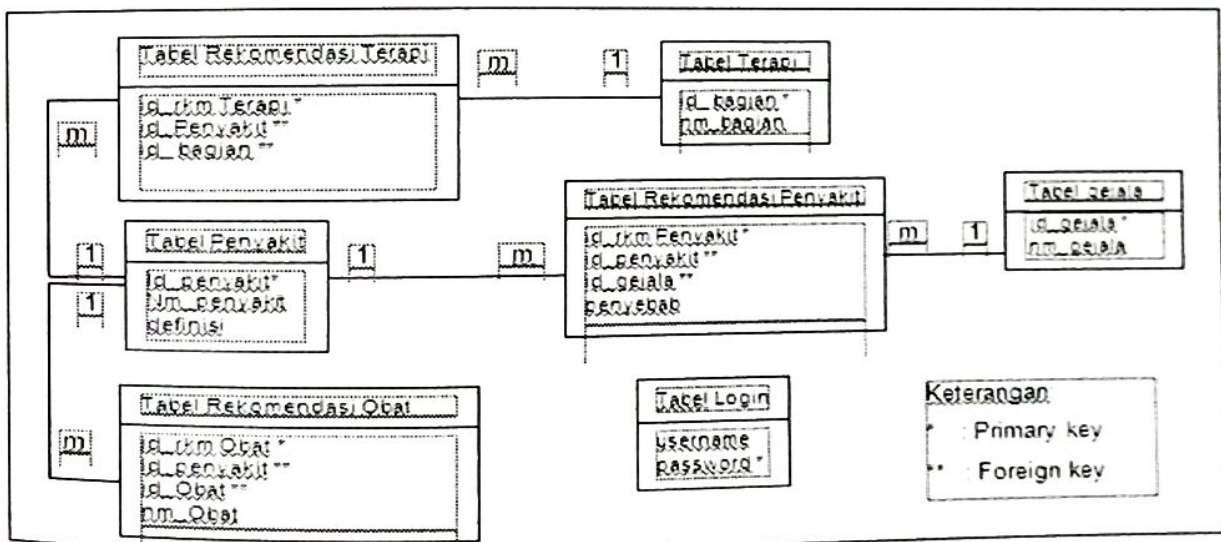 Tabel Rekomendasi Terapi
id_rkm Terapi *
id_Penyakit **
id_bagian **
m
1
Tabel Terapi
id_bagian *
nm_bagian
m
1
Tabel Penyakit
id_penyakit*
Nm_penyakit
definisi
1
m
Tabel Rekomendasi Penyakit
id_rkm Penyakit *
id_penyakit **
id_gejala **
penyebab
m
1
Tabel gejala
id_gejala *
nm_gejala
1
m
Tabel Rekomendasi Obat
id_rkm Obat *
id_penyakit **
id_Obat **
nm_Obat
Tabel Login
username
password *
Keterangan
* : Primary key
** : Foreign key